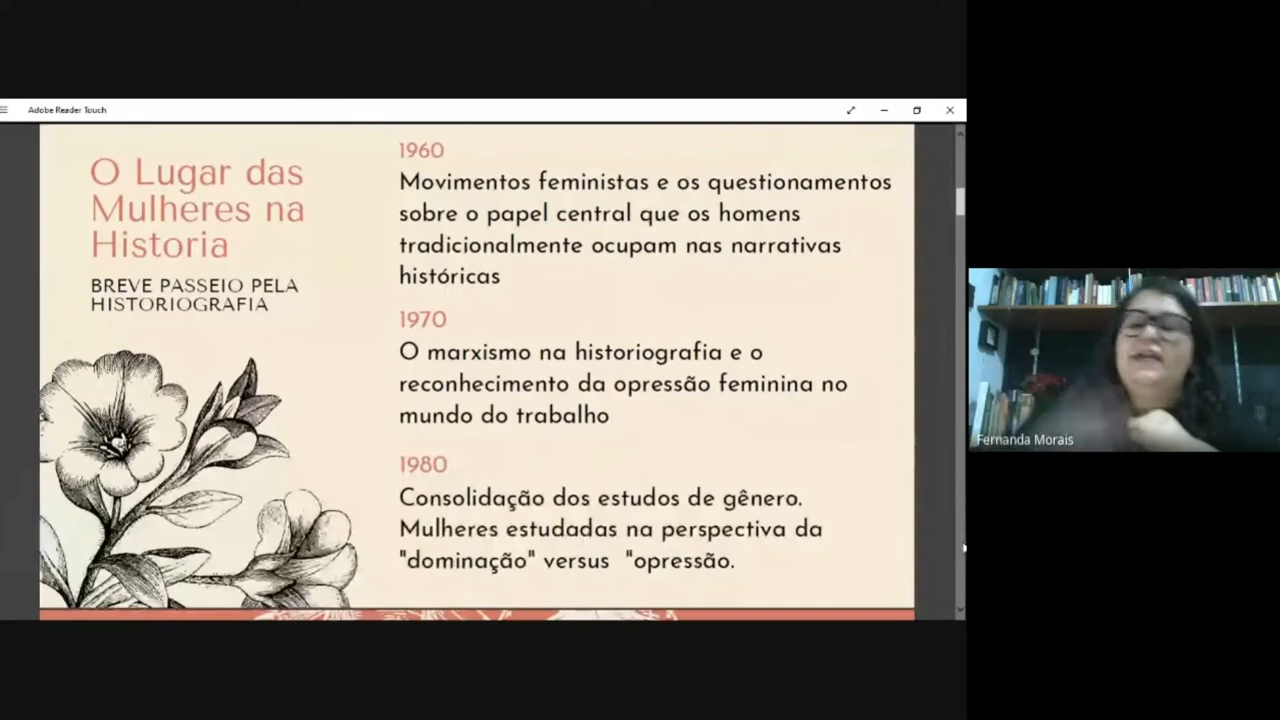 Adobe Reader Touch
O Lugar das
Mulheres na
Historia
BREVE PASSEIO PELA
HISTORIOGRAFIA
1960
Movimentos feministas e os questionamentos
sobre o papel central que os homens
tradicionalmente ocupam nas narrativas
históricas
1970
O marxismo na historiografia e o
reconhecimento da opressão feminina no
mundo do trabalho
1980
Consolidação dos estudos de gênero.
Mulheres estudadas na perspectiva da
"dominação" versus  "opressão.
Fernanda Morais